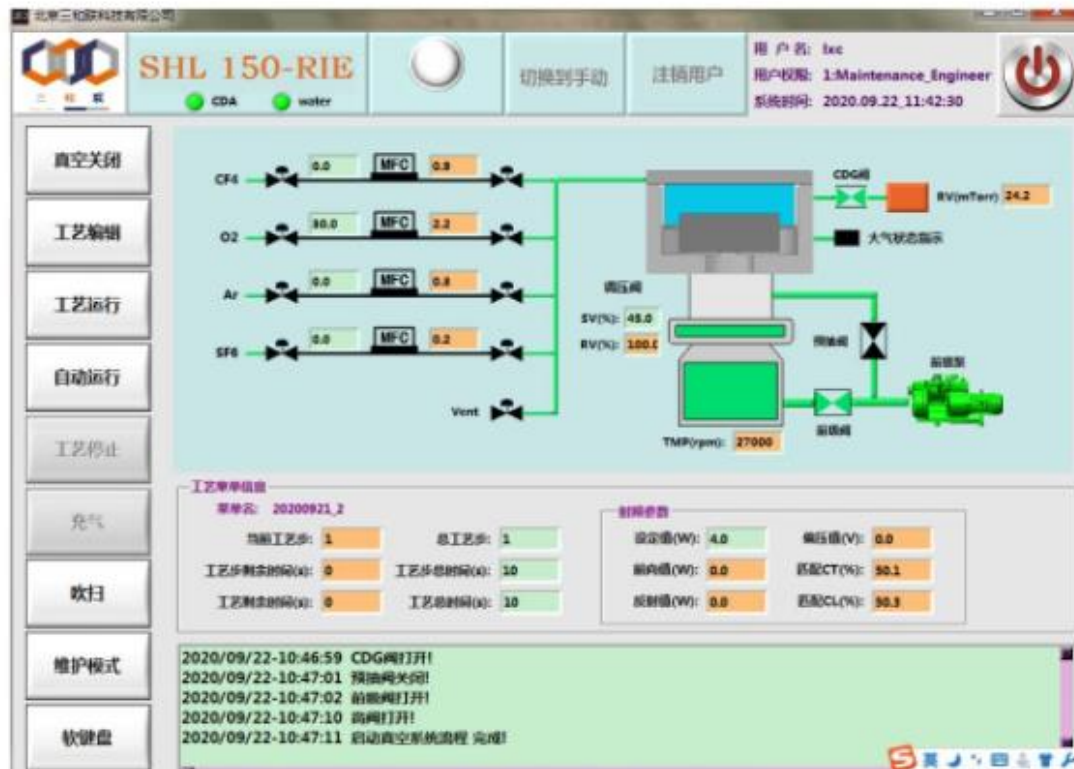 北京三和联科技有限公司
三 和 联
SHL 150-RIE
CDA water
切换到手动
注销用户
用 户 名: lxc
用户权限: 1:Maintenance_Engineer
系统时间: 2020.09.22_11:42:30
真空关闭
工艺编辑
工艺运行
自动运行
工艺停止
充气
吹扫
维护模式
软键盘
CF4 0.0 MFC 0.8
O2 30.0 MFC 2.2
Ar 0.0 MFC 0.8
SF6 0.0 MFC 0.2
Vent
调压阀
SV(%): 45.0
RV(%): 100.0
CDG阀
RV(mTorr) 24.2
大气状态指示
预抽阀
前级泵
前级阀
TMP(rpm): 27000
工艺菜单信息
菜单名: 20200921_2
当前工艺步: 1 总工艺步: 1
工艺步剩余时间(s): 0 工艺步总时间(s): 10
工艺剩余时间(s): 0 工艺总时间(s): 10
射频参数
设定值(W): 4.0 偏压值(V): 0.0
前向值(W): 0.0 匹配CT(%): 50.1
反射值(W): 0.0 匹配CL(%): 50.3
2020/09/22-10:46:59 CDG阀打开!
2020/09/22-10:47:01 预抽阀关闭!
2020/09/22-10:47:02 前级阀打开!
2020/09/22-10:47:10 高阀打开!
2020/09/22-10:47:11 启动真空系统流程 完成!
英